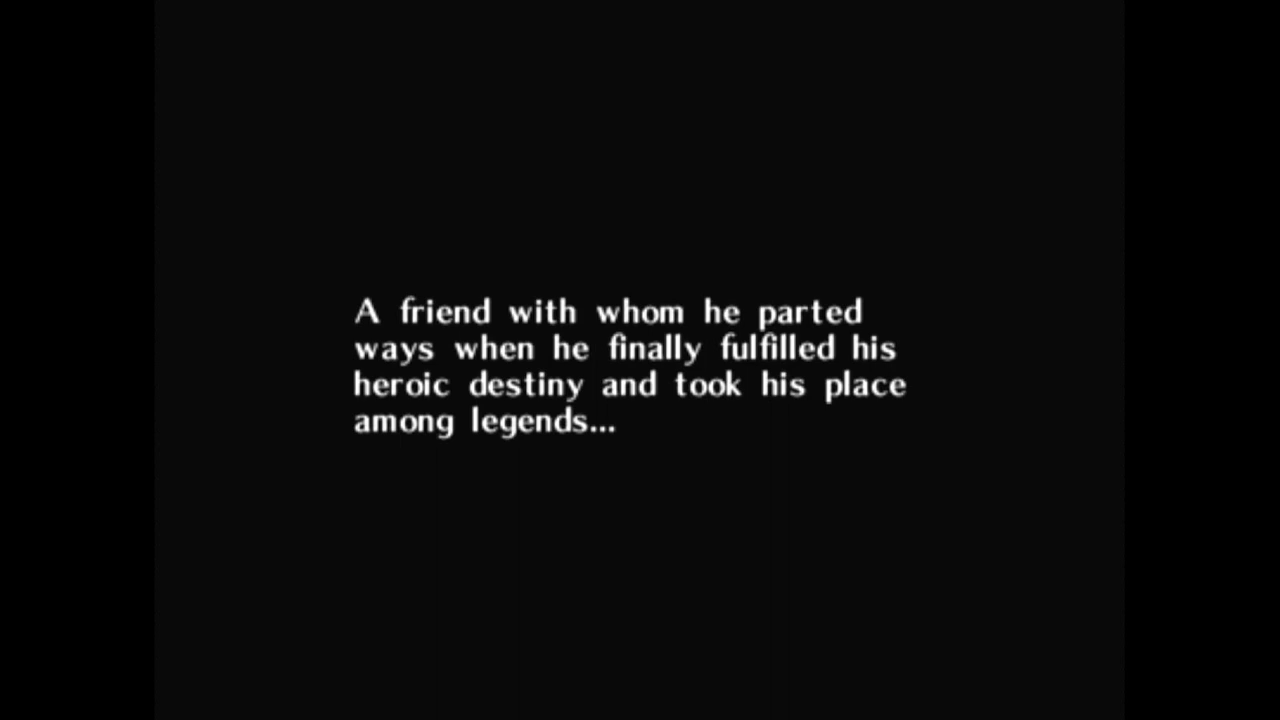 A friend with whom he parted
ways when he finally fulfilled his
heroic destiny and took his place
among legends...